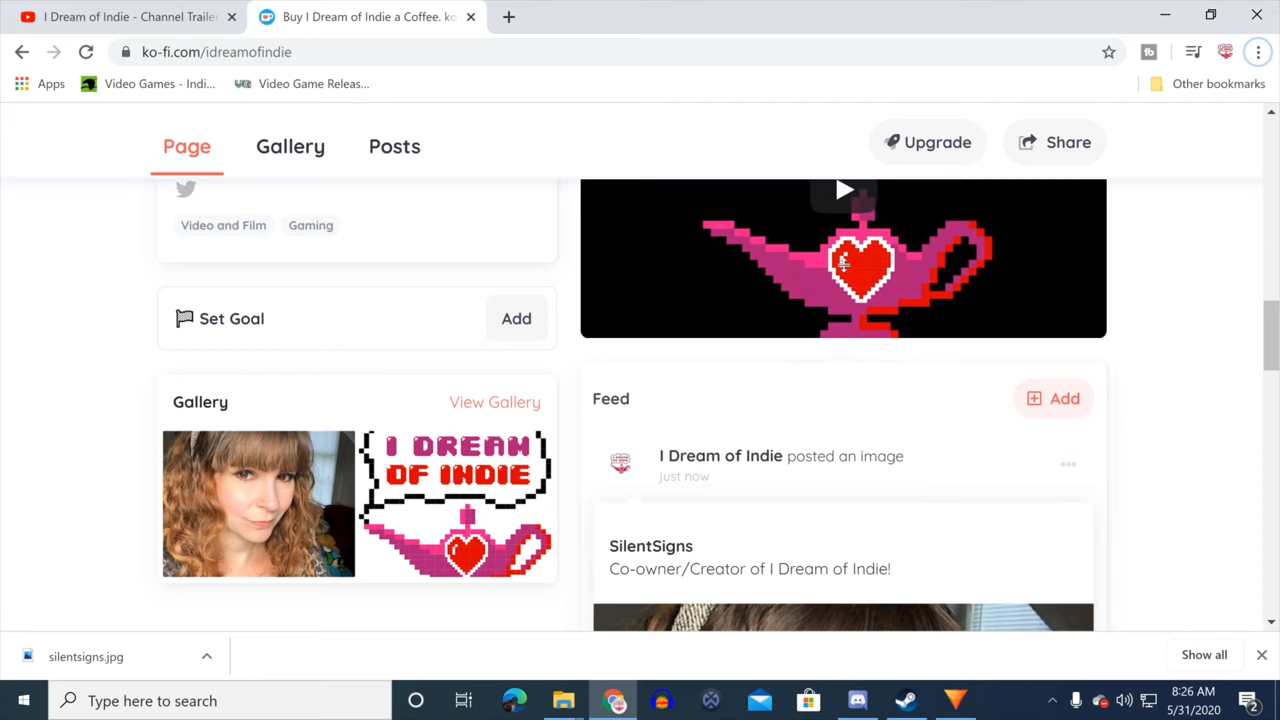 I Dream of Indie - Channel Trailer
Buy I Dream of Indie a Coffee. ko
ko-fi.com/idreamofindie
tb
Apps
Video Games - Indi...
Video Game Releas...
Other bookmarks
Page
Gallery
Posts
Upgrade
Share
Video and Film
Gaming
Set Goal
Add
Gallery
View Gallery
I DREAM
OF INDIE
Feed
Add
I Dream of Indie posted an image
just now
SilentSigns
Co-owner/Creator of I Dream of Indie!
silentsigns.jpg
Show all
Type here to search
8:26 AM
5/31/2020
2